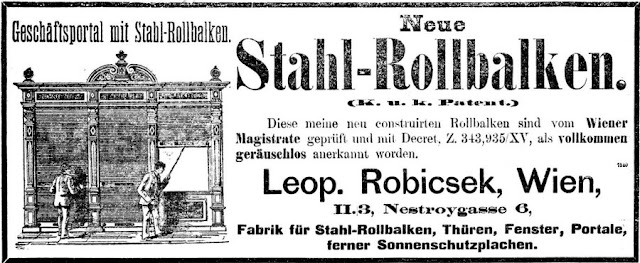 Geschäftsportal mit Stahl-Rollbalken.
Neue
Stahl-Rollbalken.
(K. u. k. Patent.)
Diese meine neu construirten Rollbalken sind vom Wiener
Magistrate geprüft und mit Decret, Z. 343,935/XV, als vollkommen
geräuschlos anerkannt worden.
Leop. Robicsek, Wien,
II.3, Nestroygasse 6,
Fabrik für Stahl-Rollbalken, Thüren, Fenster, Portale,
ferner Sonnenschutzplachen.